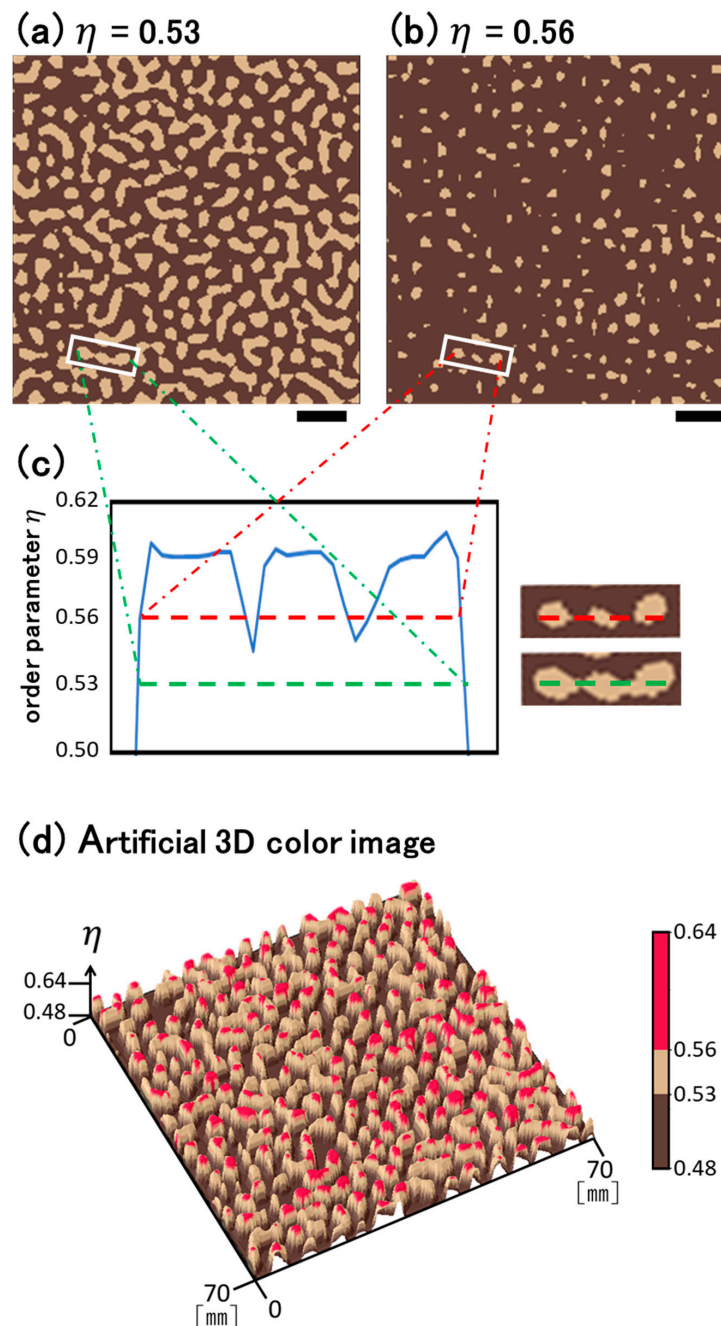 (a) η = 0.53
(b) η = 0.56
(c)
order parameter η
0.62
0.59
0.56
0.53
0.50
(d) Artificial 3D color image
η
0.64
0.48
0
70
[mm]
0
70
[mm]
0.64
0.56
0.53
0.48